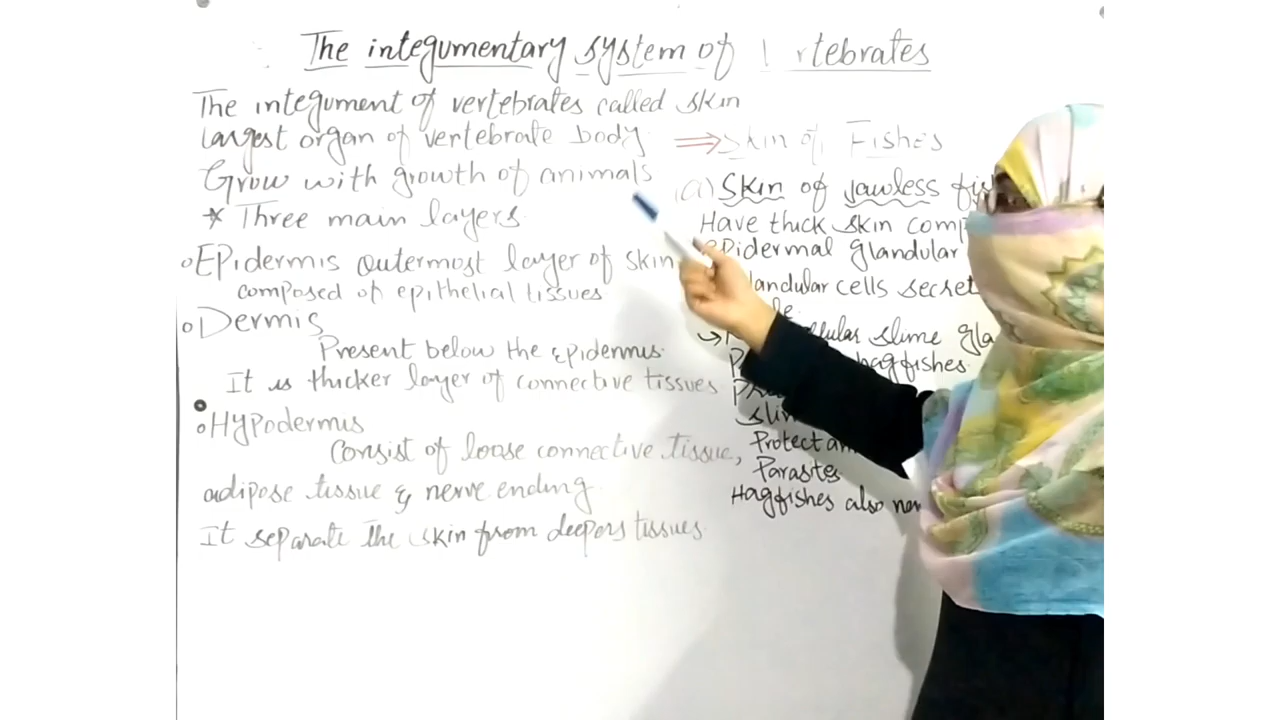 The integumentary system of
The integument of vertebrates called skin
largest organ of vertebrate body
Grow with growth of animals
* Three main layers
Epidermis outermost layer of skin
composed of epithelial tissues
Dermis
Present below the epidermis.
It is thicker layer of connective tissues
Hypodermis
Consist of loose connective tissue,
adipose tissue & nerve ending.
It separate the skin from deepers tissues.
⇒ Skin of Fishes
(a) Skin of jawless
Have thick skin
epidermal glandular
cells secret
slime
hagfishes.
Protect
Parasites
Hagfishes also